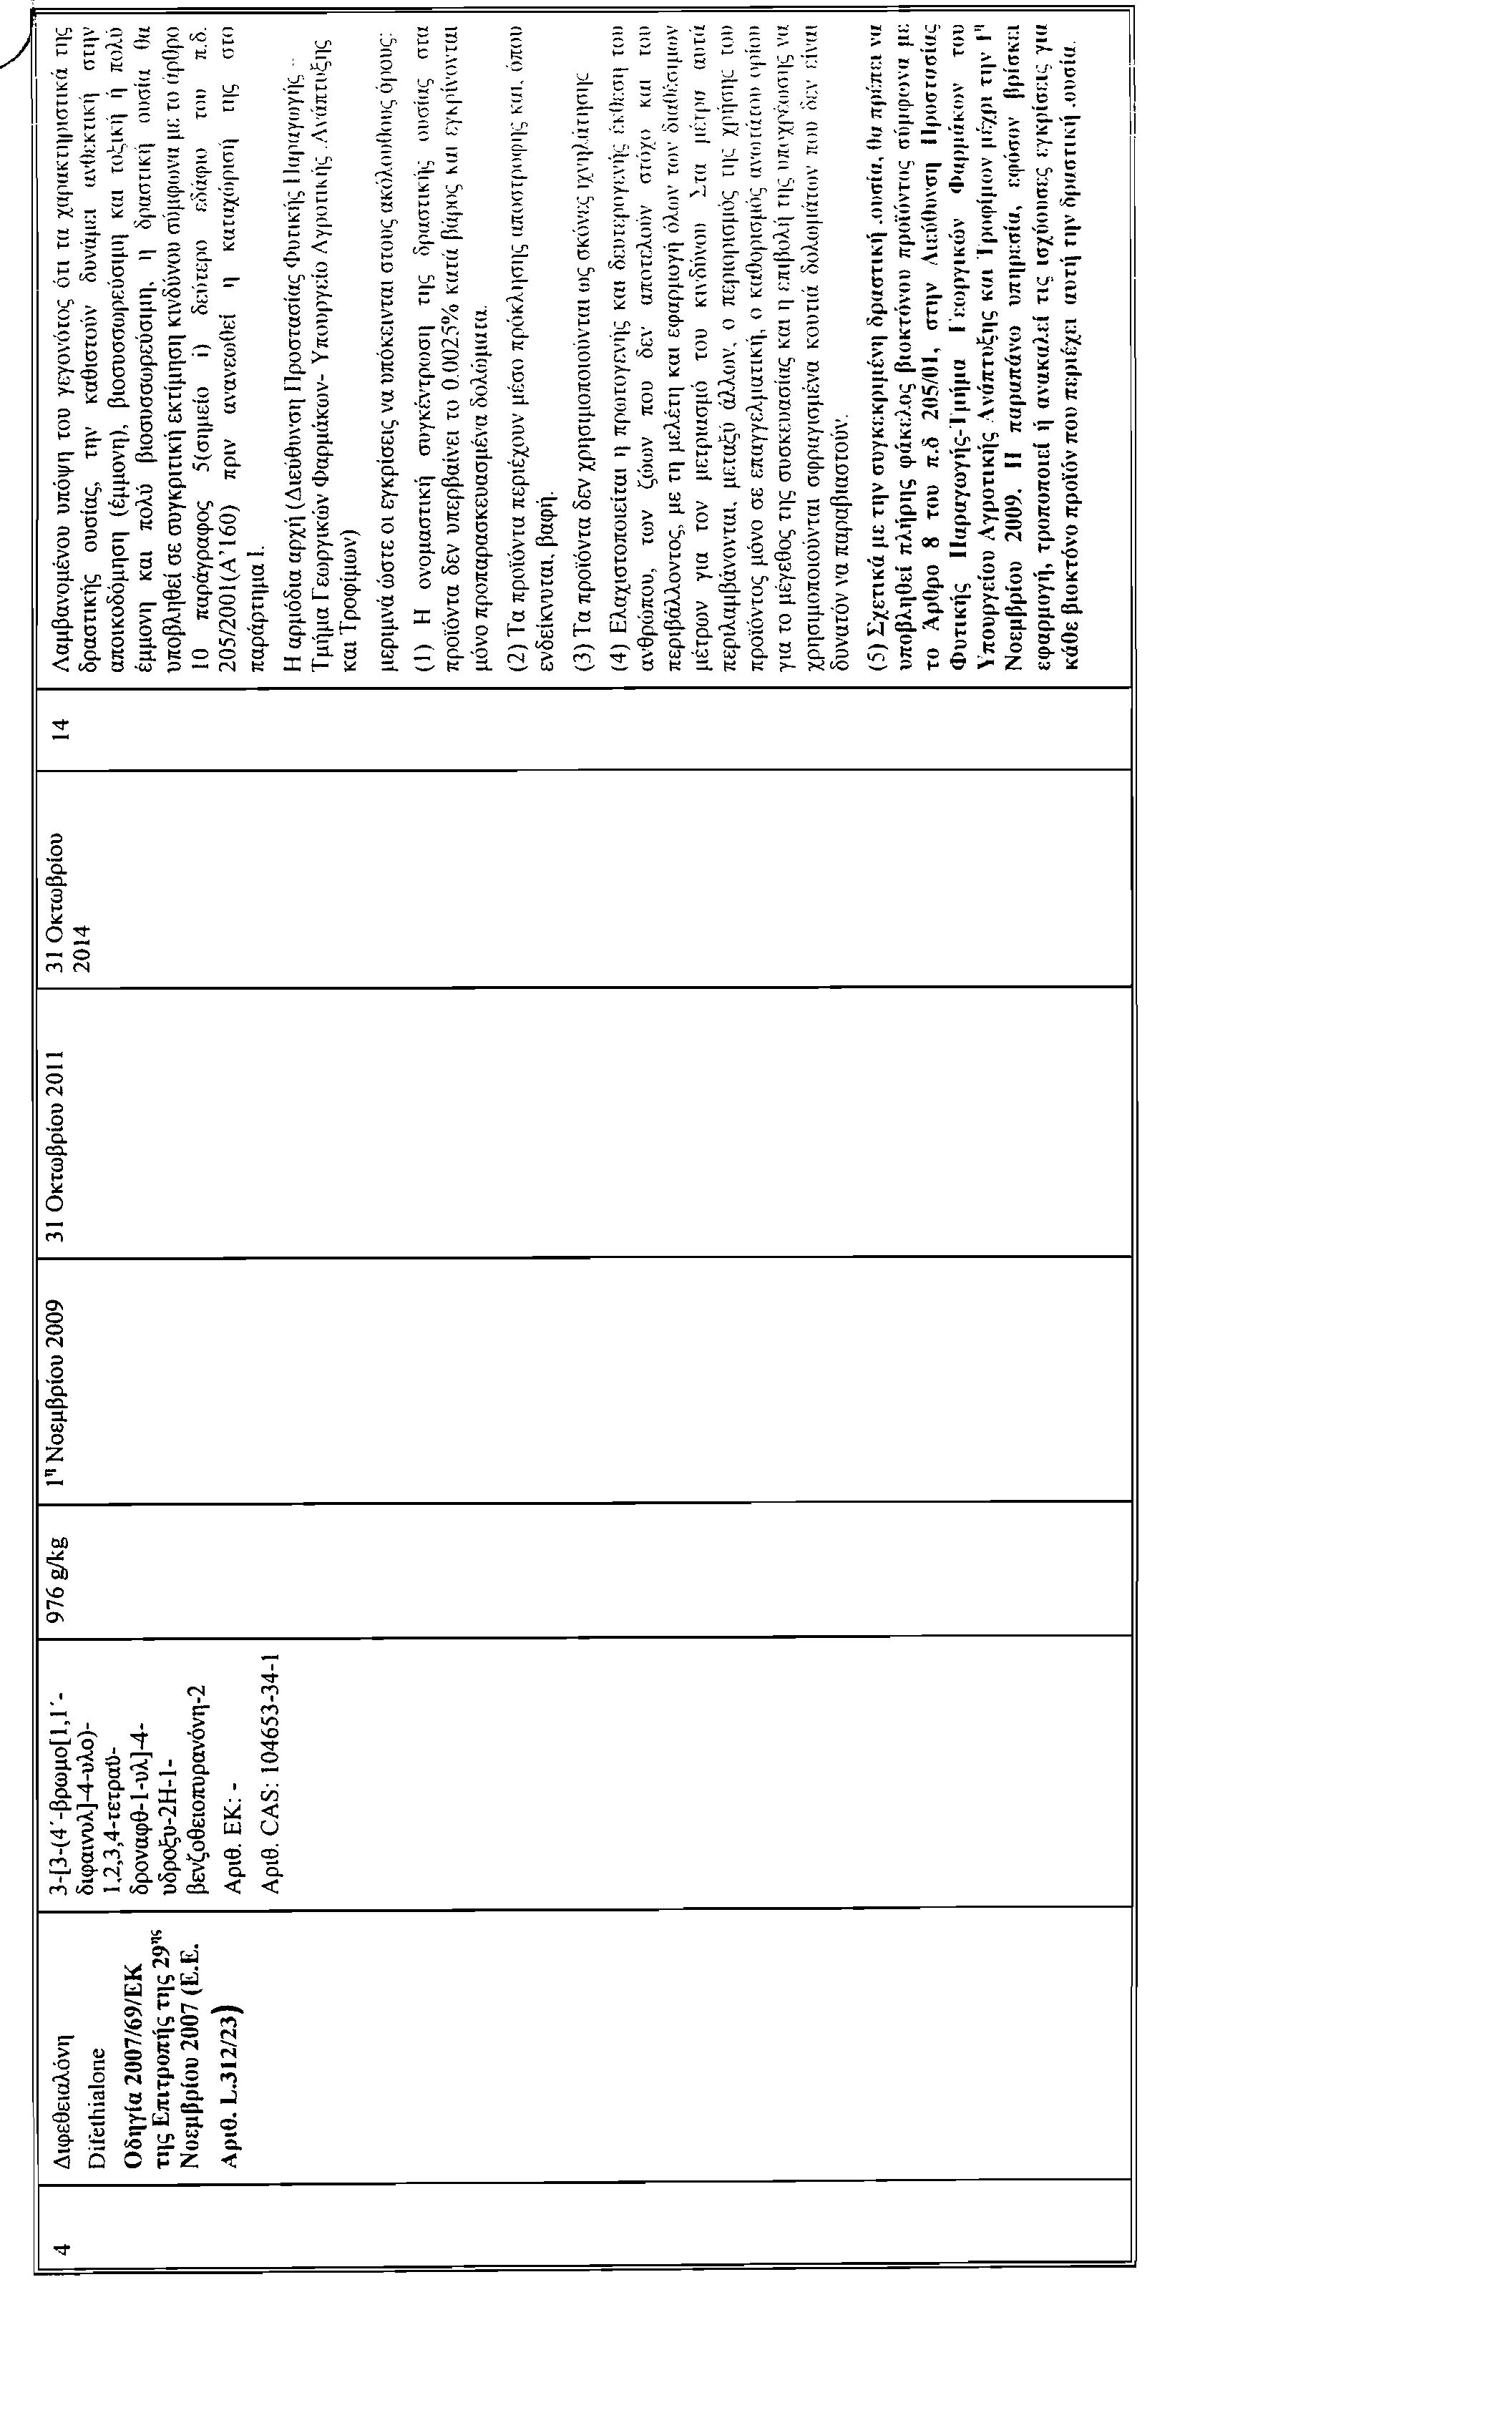 4
Διφεθειαλόνη
Difethialone
Οδηγία 2007/69/ΕΚ
της Επιτροπής της 29ης
Νοεμβρίου 2007 (Ε.Ε.
Αριθ. L.312/23)
3-[3-(4΄-βρωμο[1,1΄-
διφαινυλ]-4-υλο)-
1,2,3,4-τετραϋ-
δροναφθ-1-υλ]-4-
υδροξυ-2Η-1-
βενζοθειοπυρανόνη-2
Αριθ. ΕΚ: -
Αριθ. CAS: 104653-34-1
976 g/kg
1η Νοεμβρίου 2009
31 Οκτωβρίου 2011
31 Οκτωβρίου
2014
14
Λαμβανομένου υπόψη του γεγονότος ότι τα χαρακτηριστικά της
δραστικής ουσίας, την καθιστούν δυνάμει ανθεκτική στην
αποικοδόμηση (έμμονη), βιοσυσσωρεύσιμη και τοξική ή πολύ
έμμονη και πολύ βιοσυσσωρεύσιμη, η δραστική ουσία θα
υποβληθεί σε συγκριτική εκτίμηση κινδύνου σύμφωνα με το άρθρο
10 παράγραφος 5(σημείο i) δεύτερο εδάφιο του π.δ.
205/2001(Α’160) πριν ανανεωθεί η καταχώρισή της στο
παράρτημα Ι.
Η αρμόδια αρχή (Διεύθυνση Προστασίας Φυτικής Παραγωγής –
Τμήμα Γεωργικών Φαρμάκων- Υπουργείο Αγροτικής Ανάπτυξης
και Τροφίμων)
μεριμνά ώστε οι εγκρίσεις να υπόκεινται στους ακόλουθους όρους:
(1) Η ονομαστική συγκέντρωση της δραστικής ουσίας στα
προϊόντα δεν υπερβαίνει το 0.0025% κατά βάρος και εγκρίνονται
μόνο προπαρασκευασμένα δολώματα.
(2) Τα προϊόντα περιέχουν μέσο πρόκλησης αποστροφής και, όπου
ενδείκνυται, βαφή.
(3) Τα προϊόντα δεν χρησιμοποιούνται ως σκόνες ιχνηλάτησης
(4) Ελαχιστοποιείται η πρωτογενής και δευτερογενής έκθεση του
ανθρώπου, των ζώων που δεν αποτελούν στόχο και του
περιβάλλοντος, με τη μελέτη και εφαρμογή όλων των διαθέσιμων
μέτρων για τον μετριασμό του κινδύνου Στα μέτρα αυτά
περιλαμβάνονται, μεταξύ άλλων, ο περιορισμός της χρήσης του
προϊόντος μόνο σε επαγγελματική, ο καθορισμός ανωτάτου ορίου
για το μέγεθος της συσκευασίας και η επιβολή της υποχρέωσης να
χρησιμοποιούνται σφραγισμένα κουτιά δολωμάτων που δεν είναι
δυνατόν να παραβιαστούν.
(5) Σχετικά με την συγκεκριμένη δραστική ουσία, θα πρέπει να
υποβληθεί πλήρης φάκελος βιοκτόνου προϊόντος σύμφωνα με
το Άρθρο 8 του π.δ 205/01, στην Διεύθυνση Προστασίας
Φυτικής Παραγωγής-Τμήμα Γεωργικών Φαρμάκων του
Υπουργείου Αγροτικής Ανάπτυξης και Τροφίμων μέχρι την 1η
Νοεμβρίου 2009. Η παραπάνω υπηρεσία, εφόσον βρίσκει
εφαρμογή, τροποποιεί ή ανακαλεί τις ισχύουσες εγκρίσεις για
κάθε βιοκτόνο προϊόν που περιέχει αυτή την δραστική ουσία.